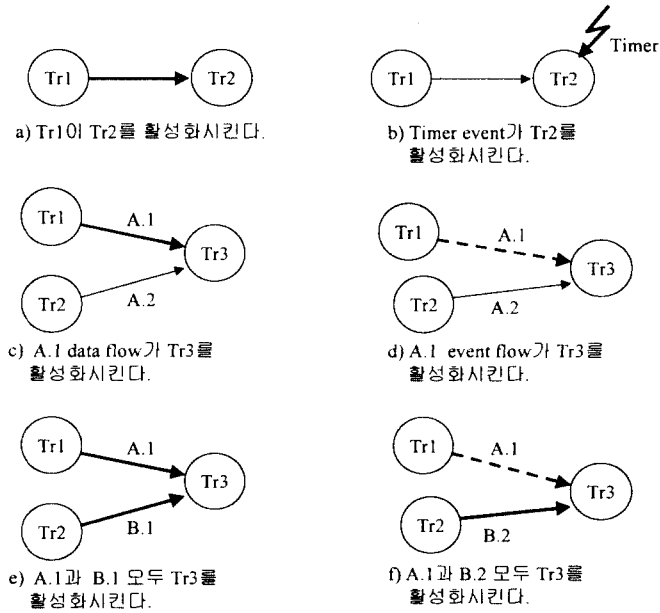 Timer
Tr1
Tr2
Tr1
Tr2
a) Tr1이 Tr2를 활성화시킨다.
b) Timer event가 Tr2를
활성화시킨다.
Tr1
A.1
Tr3
Tr2
A.2
Tr1
A.1
Tr3
Tr2
A.2
c) A.1 data flow가 Tr3를
활성화시킨다.
d) A.1 event flow가 Tr3를
활성화시킨다.
Tr1
A.1
Tr3
Tr2
B.1
Tr1
A.1
Tr3
Tr2
B.2
e) A.1과 B.1 모두 Tr3를
활성화시킨다.
f) A.1과 B.2 모두 Tr3를
활성화시킨다.